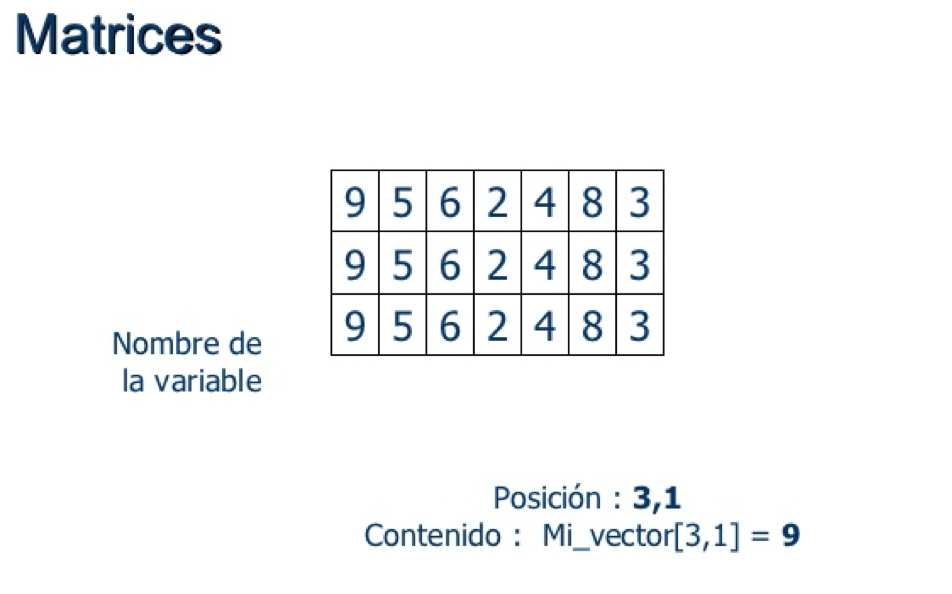 Matrices
9 5 6 2 4 8 3
9 5 6 2 4 8 3
9 5 6 2 4 8 3
Nombre de
la variable
Posición : 3,1
Contenido : Mi_vector[3,1] = 9